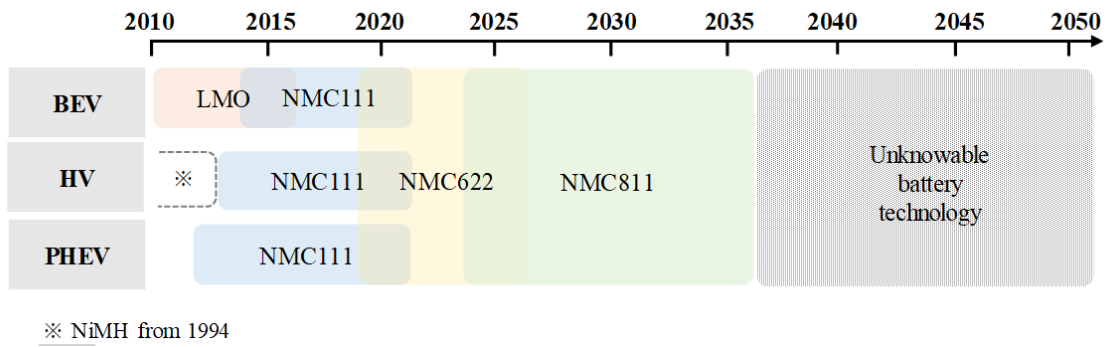 2010 2015 2020 2025 2030 2035 2040 2045 2050
BEV LMO NMC111
HV ※ NMC111 NMC622 NMC811
Unknowable
battery
technology
PHEV NMC111
※ NiMH from 1994